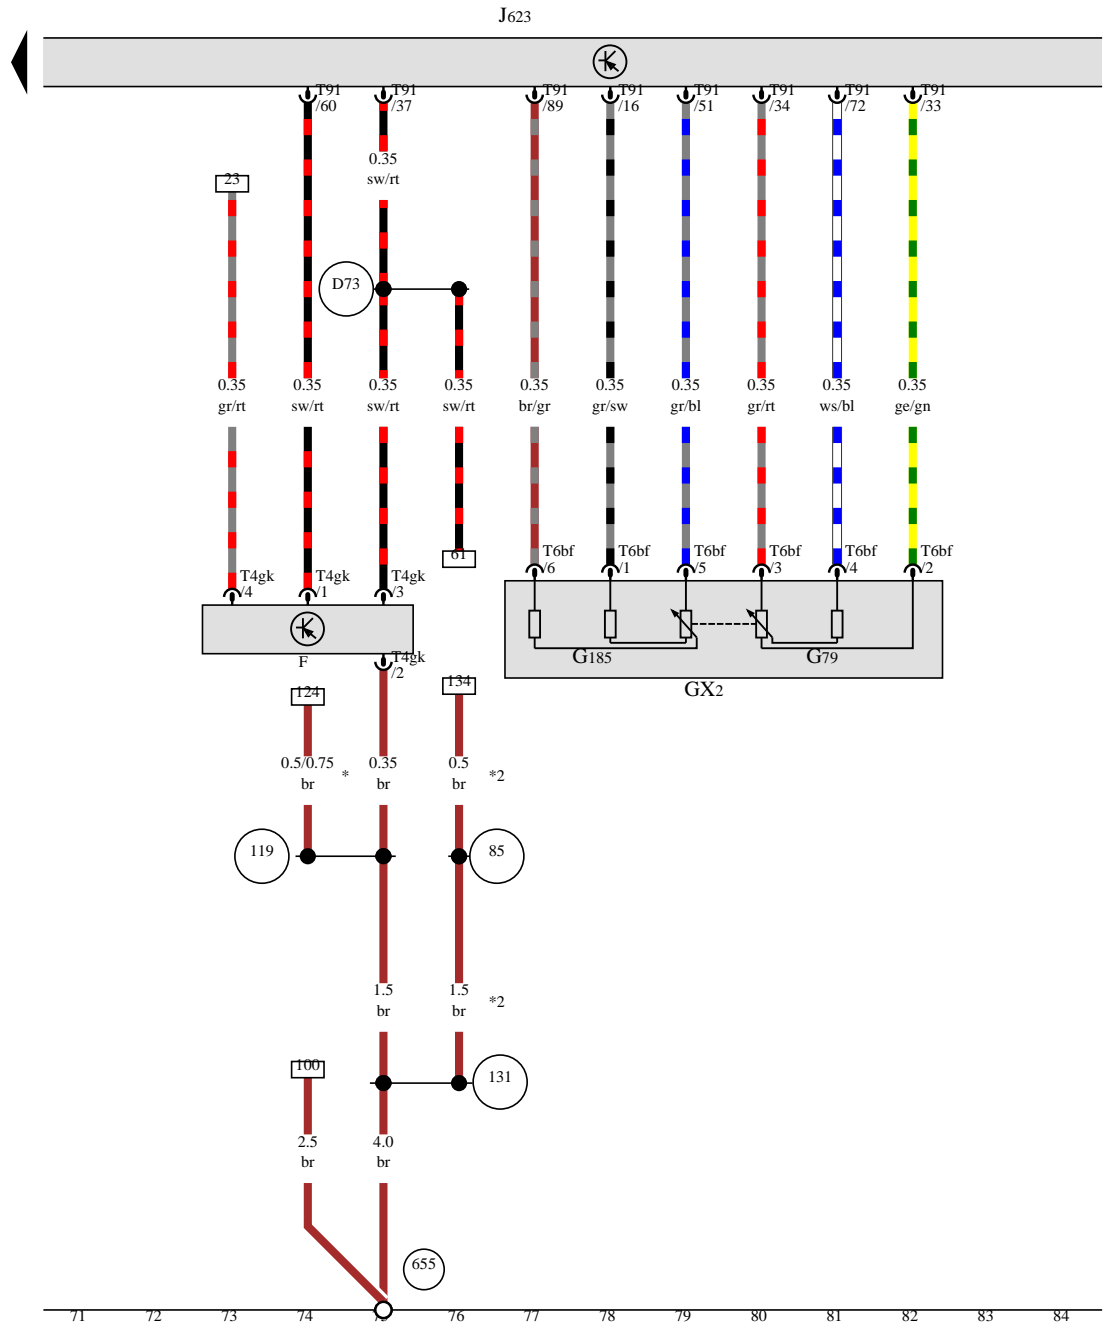 J623
T91 T91 T91 T91 T91 T91 T91 T91
/60 /37 /89 /16 /51 /34 /72 /33
0.35
sw/rt
23
D73
0.35 0.35 0.35 0.35 0.35 0.35 0.35 0.35 0.35 0.35
gr/rt sw/rt sw/rt sw/rt br/gr gr/sw gr/bl gr/rt ws/bl ge/gn
61
T6bf T6bf T6bf T6bf T6bf T6bf
/6 /1 /5 /3 /4 /2
T4gk T4gk T4gk
/4 /1 /3
F
G185 G79
T4gk
/2
GX2
124 134
0.5/0.75 0.35 0.5
* *2
br br br
119 85
1.5 1.5
*2
br br
100 131
2.5 4.0
br br
655
71 72 73 74 75 76 77 78 79 80 81 82 83 84